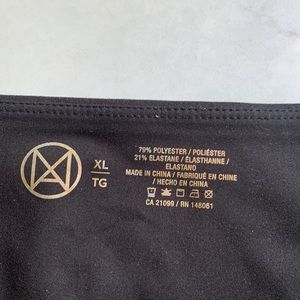 XL
TG
79% POLYESTER / POLIÉSTER
21% ELASTANE / ÉLASTHANNE /
ELASTANO
MADE IN CHINA / FABRIQUÉ EN CHINE
/ HECHO EN CHINA
CA 21099 / RN 148061